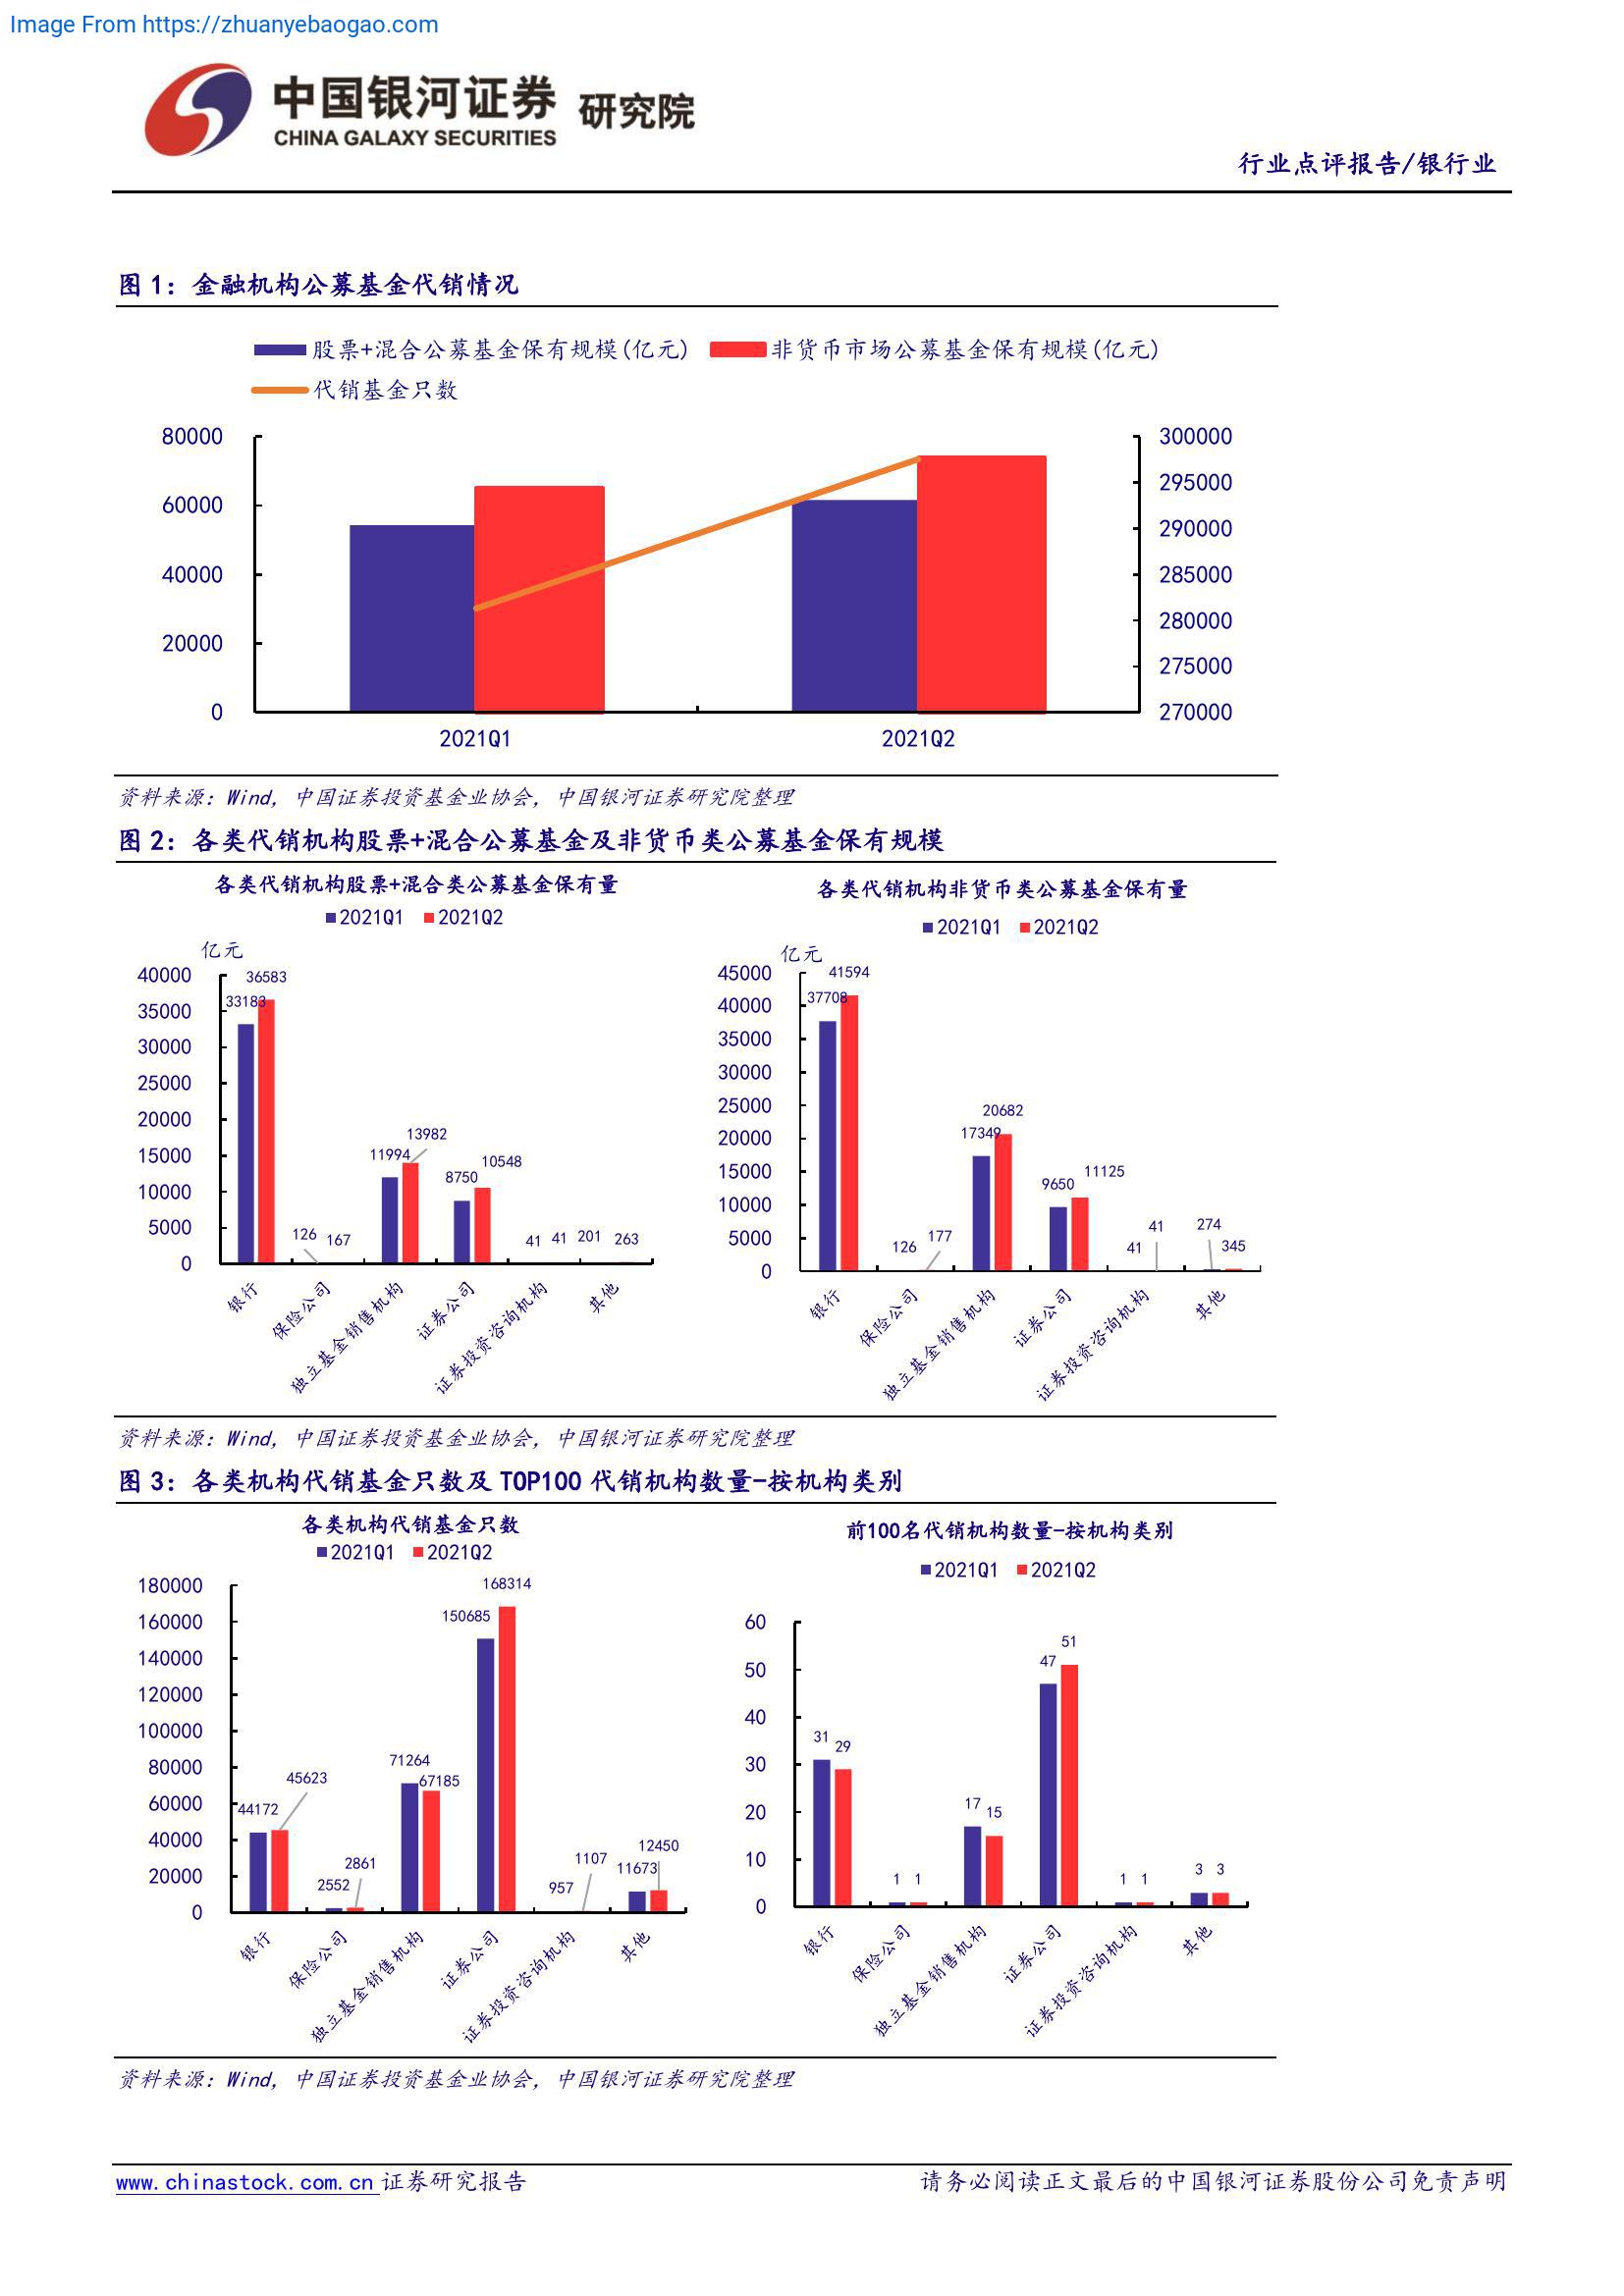 Image From https://zhuanyebaogao.com
中国银河证券 研究院
CHINA GALAXY SECURITIES
行业点评报告/银行业
图 1：金融机构公募基金代销情况
股票+混合公募基金保有规模(亿元) 非货币市场公募基金保有规模(亿元)
代销基金只数
80000 300000
295000
60000 290000
40000 285000
280000
20000 275000
0 270000
2021Q1 2021Q2
资料来源：Wind，中国证券投资基金业协会，中国银河证券研究院整理
图 2：各类代销机构股票+混合公募基金及非货币类公募基金保有规模
各类代销机构股票+混合类公募基金保有量
2021Q1 2021Q2
亿元
40000
35000
30000
25000
20000
15000
10000
5000
0
33183 36583
126 167
11994 13982
8750 10548
41 41
201 263
银行
保险公司
独立基金销售机构
证券公司
证券投资咨询机构
其他
各类代销机构非货币类公募基金保有量
2021Q1 2021Q2
亿元
45000
40000
35000
30000
25000
20000
15000
10000
5000
0
37708 41594
126 177
17349 20682
9650 11125
41 41
274 345
银行
保险公司
独立基金销售机构
证券公司
证券投资咨询机构
其他
资料来源：Wind，中国证券投资基金业协会，中国银河证券研究院整理
图 3：各类机构代销基金只数及 TOP100 代销机构数量-按机构类别
各类机构代销基金只数
2021Q1 2021Q2
180000
160000
140000
120000
100000
80000
60000
40000
20000
0
44172 45623
2552 2861
71264 67185
150685 168314
957 1107
11673 12450
银行
保险公司
独立基金销售机构
证券公司
证券投资咨询机构
其他
前100名代销机构数量-按机构类别
2021Q1 2021Q2
60
50
40
30
20
10
0
31 29
1 1
17 15
47 51
1 1
3 3
银行
保险公司
独立基金销售机构
证券公司
证券投资咨询机构
其他
资料来源：Wind，中国证券投资基金业协会，中国银河证券研究院整理
www.chinastock.com.cn 证券研究报告 请务必阅读正文最后的中国银河证券股份公司免责声明